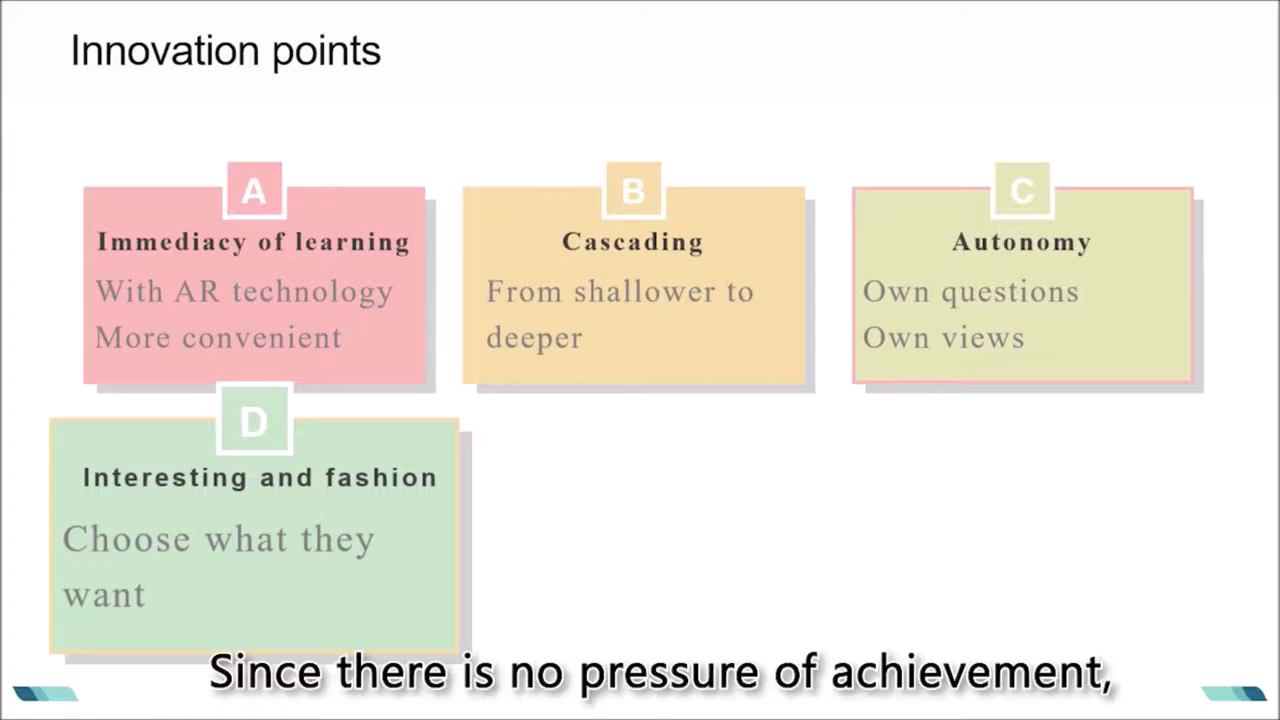 Innovation points
A
Immediacy of learning
With AR technology
More convenient
B
Cascading
From shallower to
deeper
C
Autonomy
Own questions
Own views
D
Interesting and fashion
Choose what they
want
Since there is no pressure of achievement,